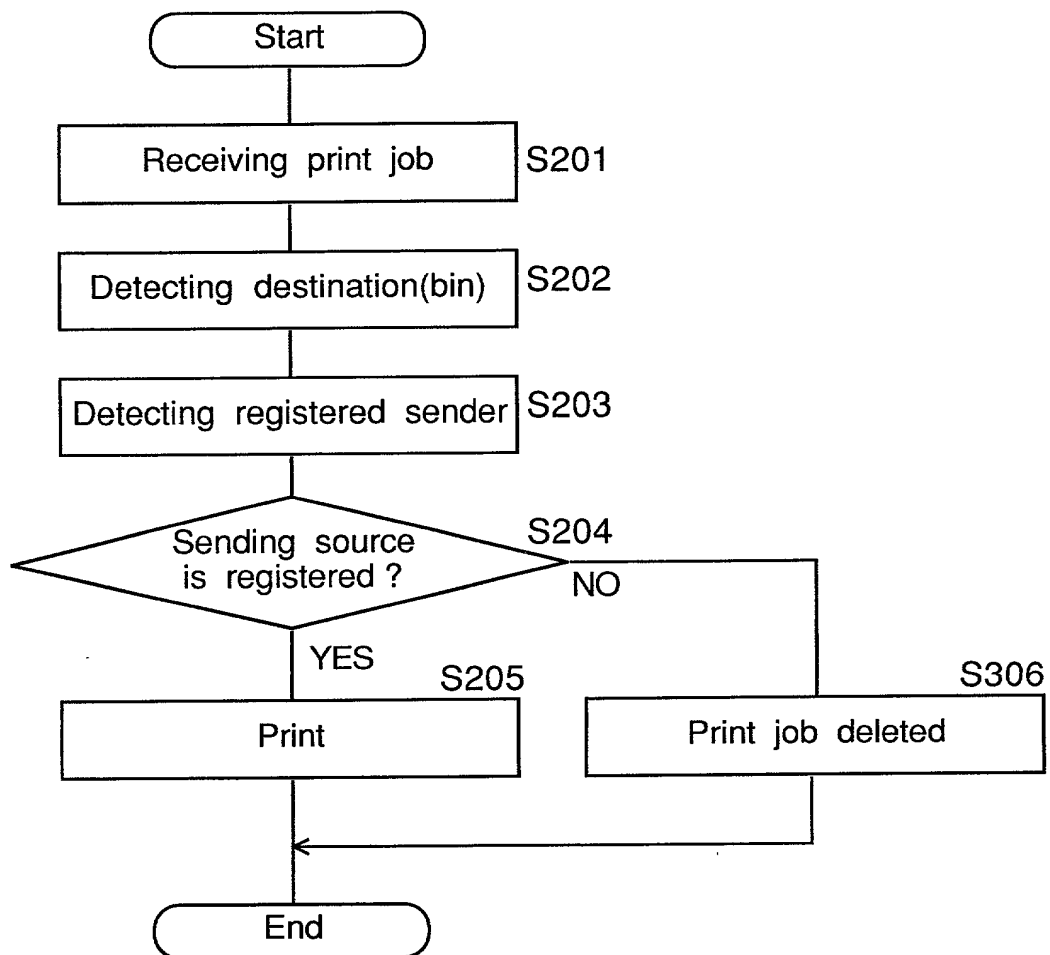 Start
Receiving print job
S201
Detecting destination(bin)
S202
Detecting registered sender
S203
Sending source
is registered ?
S204
NO
YES
S205
Print
S306
Print job deleted
End